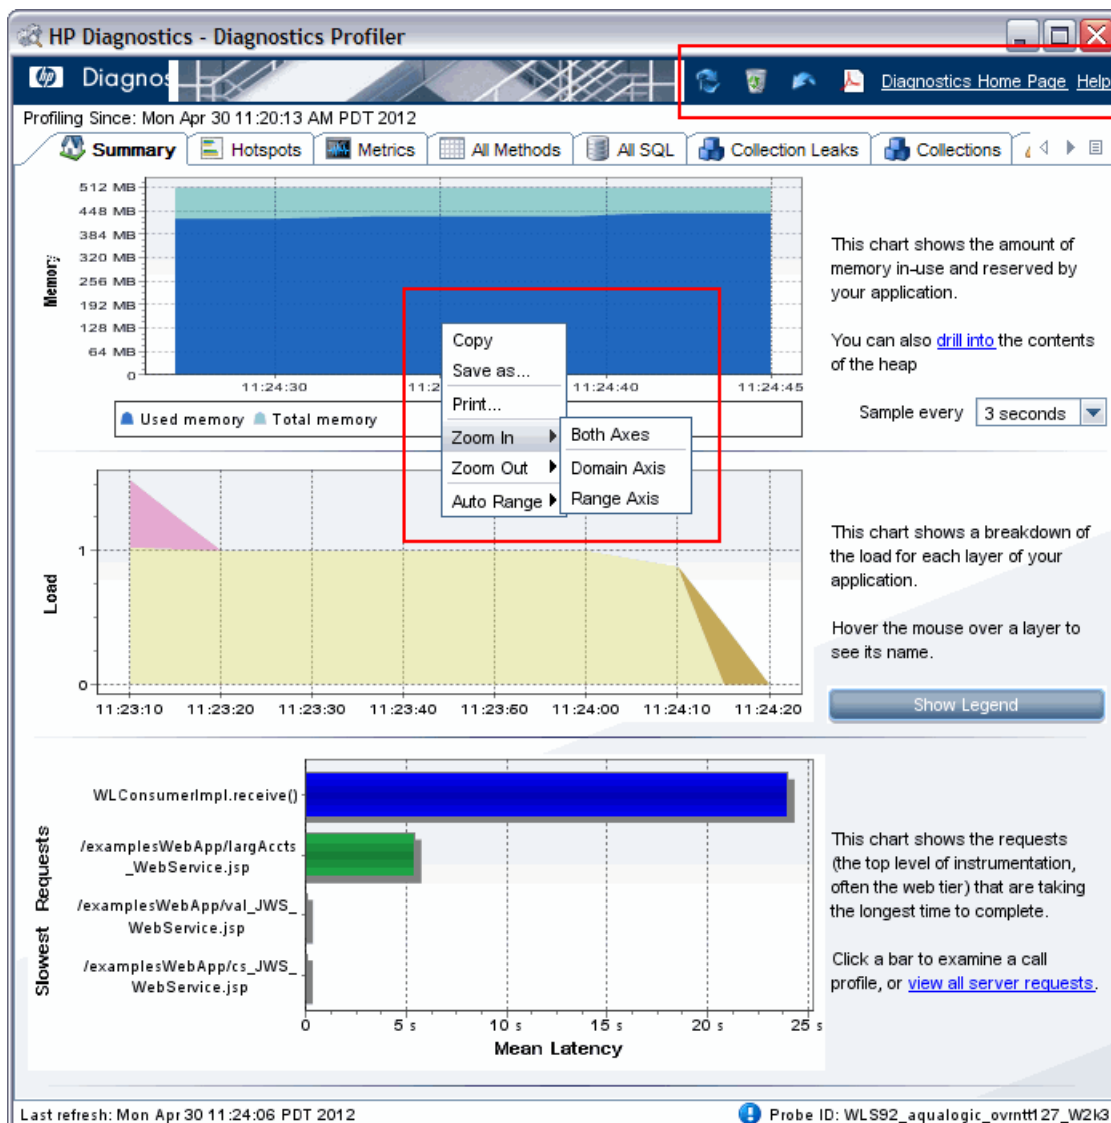 HP Diagnostics - Diagnostics Profiler
hp
Diagnos
Diagnostics Home Page Help
Profiling Since: Mon Apr 30 11:20:13 AM PDT 2012
Summary Hotspots Metrics All Methods All SQL Collection Leaks Collections
512 MB
448 MB
384 MB
320 MB
256 MB
192 MB
128 MB
64 MB
0
Memory
11:24:30 11:2 11:24:40 11:24:45
Used memory Total memory
This chart shows the amount of
memory in-use and reserved by
your application.
You can also drill into the contents
of the heap
Sample every 3 seconds
Copy
Save as...
Print...
Zoom In
Zoom Out
Auto Range
Both Axes
Domain Axis
Range Axis
1
0
Load
11:23:10 11:23:20 11:23:30 11:23:40 11:23:60 11:24:00 11:24:10 11:24:20
This chart shows a breakdown of
the load for each layer of your
application.
Hover the mouse over a layer to
see its name.
Show Legend
Slowest Requests
WLConsumerImpl.receive()
/examplesWebApp/largAccts
_WebService.jsp
/examplesWebApp/val_JWS_
WebService.jsp
/examplesWebApp/cs_JWS_
WebService.jsp
0 5 s 10 s 15 s 20 s 25 s
Mean Latency
This chart shows the requests
(the top level of instrumentation,
often the web tier) that are taking
the longest time to complete.
Click a bar to examine a call
profile, or view all server requests.
Last refresh: Mon Apr 30 11:24:06 PDT 2012
Probe ID: WLS92_aqualogic_ovrntt127_W2k3